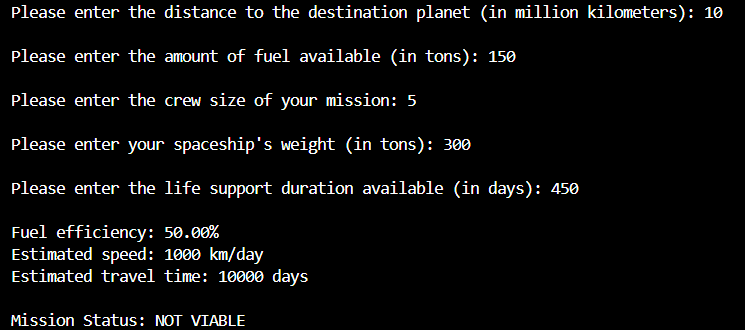 Please enter the distance to the destination planet (in million kilometers): 10
Please enter the amount of fuel available (in tons): 150
Please enter the crew size of your mission: 5
Please enter your spaceship's weight (in tons): 300
Please enter the life support duration available (in days): 450
Fuel efficiency: 50.00%
Estimated speed: 1000 km/day
Estimated travel time: 10000 days
Mission Status: NOT VIABLE